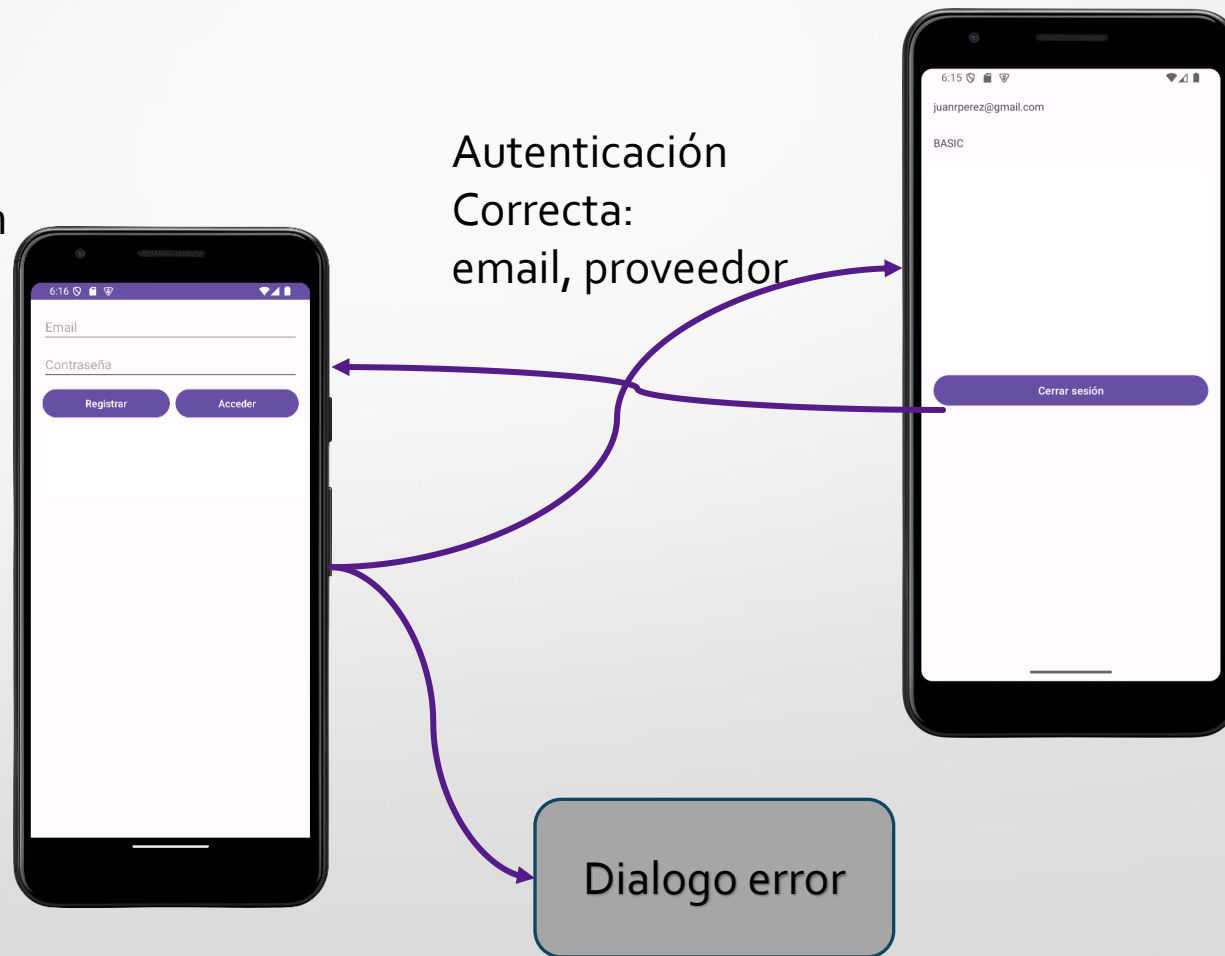 Autenticación
Correcta:
email, proveedor
6:16
Email
Contraseña
Registrar Acceder
6:15
juanrperez@gmail.com
BASIC
Cerrar sesión
Dialogo error